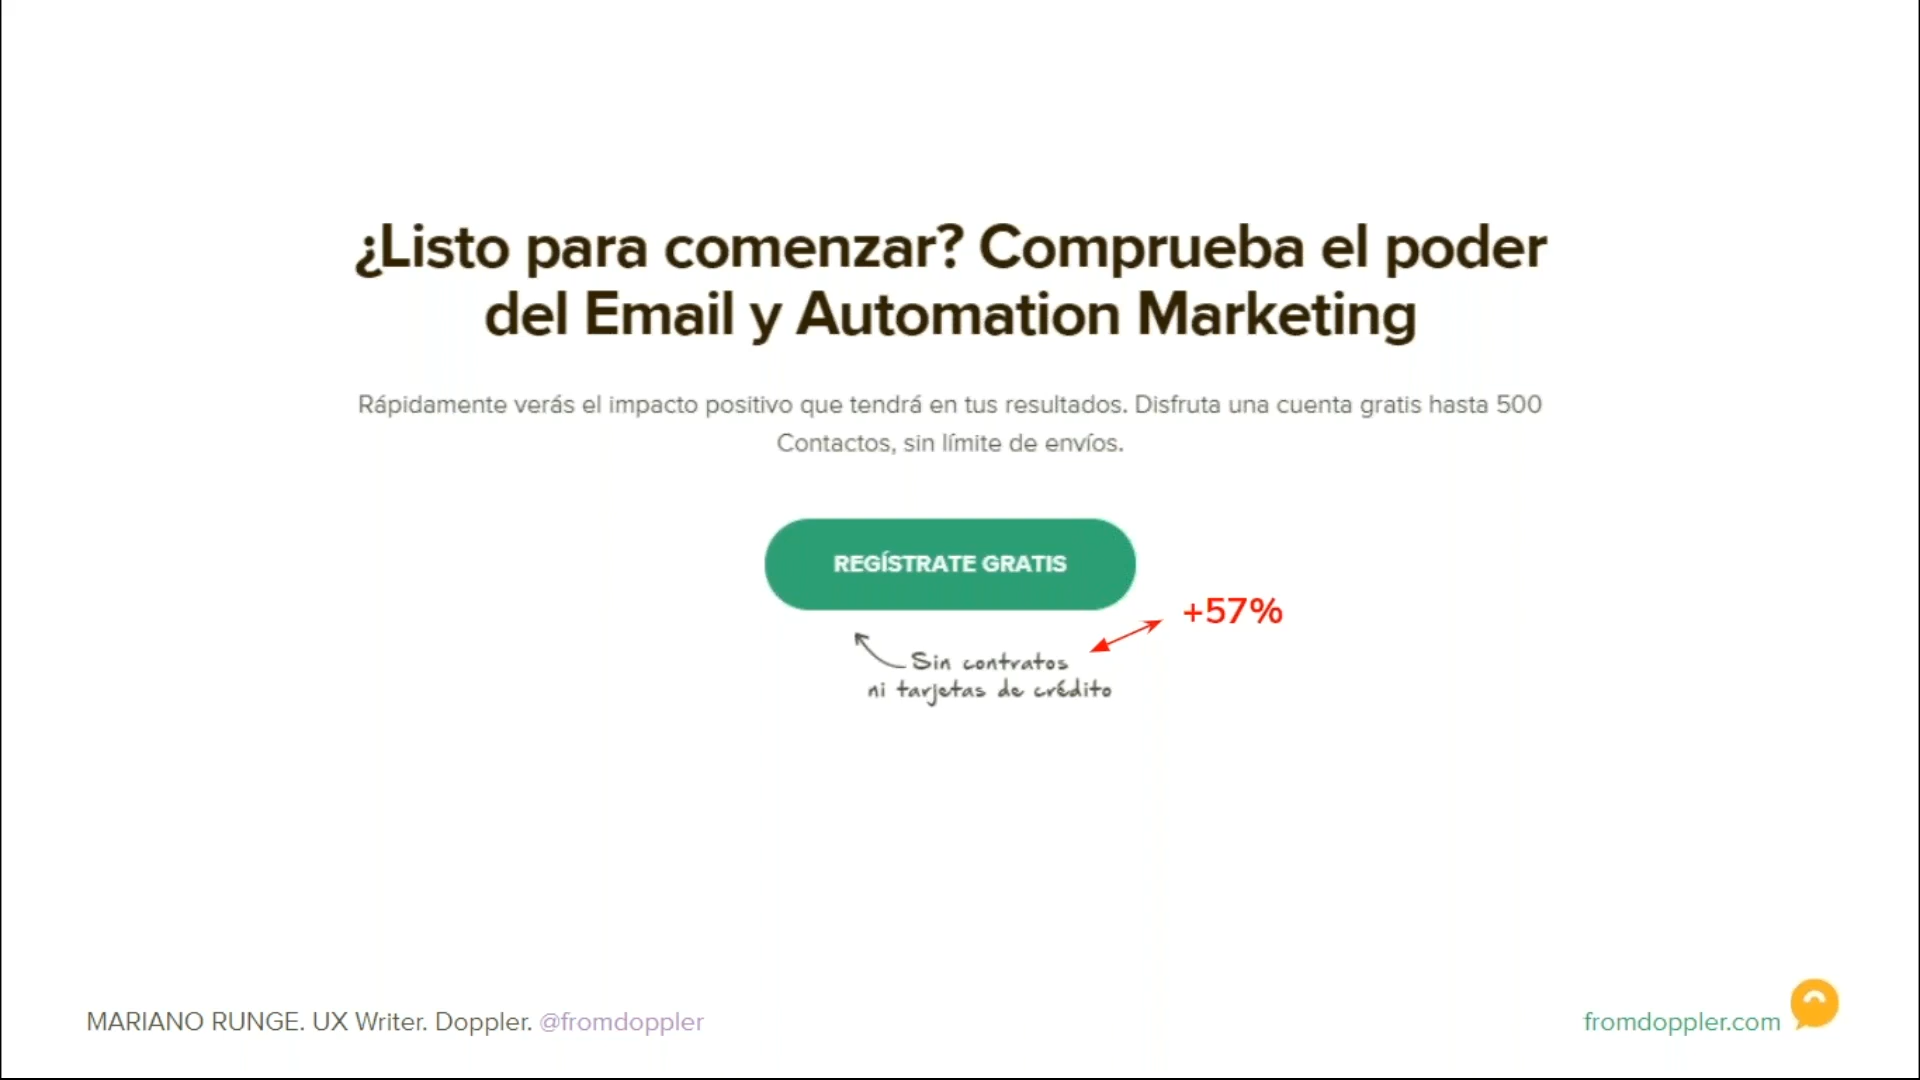 ¿Listo para comenzar? Comprueba el poder
del Email y Automation Marketing
Rápidamente verás el impacto positivo que tendrá en tus resultados. Disfruta una cuenta gratis hasta 500
Contactos, sin límite de envíos.
REGÍSTRATE GRATIS
+57%
Sin contratos
ni tarjetas de crédito
MARIANO RUNGE. UX Writer. Doppler. @fromdoppler
fromdoppler.com